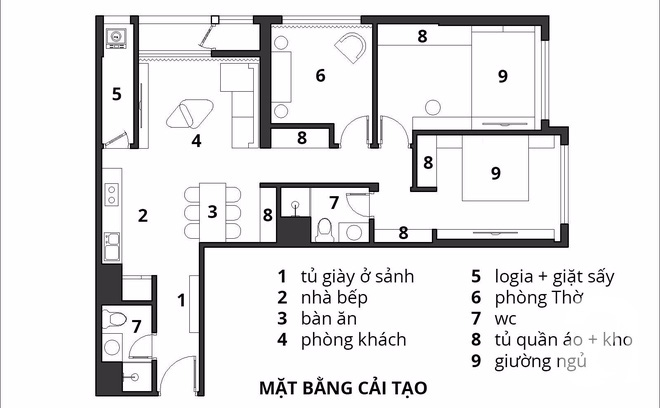 8
9
6
5
4
8
8
9
7
2
3
8
8
1
7
1 tủ giày ở sảnh
2 nhà bếp
3 bàn ăn
4 phòng khách
5 logia + giặt sấy
6 phòng Thờ
7 wc
8 tủ quần áo + kho
9 giường ngủ
MẶT BẰNG CẢI TẠO